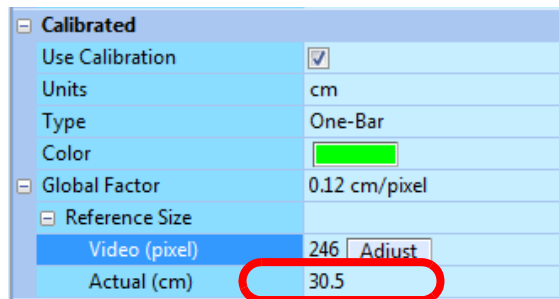 Calibrated
Use Calibration
Units cm
Type One-Bar
Color
Global Factor 0.12 cm/pixel
Reference Size
Video (pixel) 246 Adjust
Actual (cm) 30.5